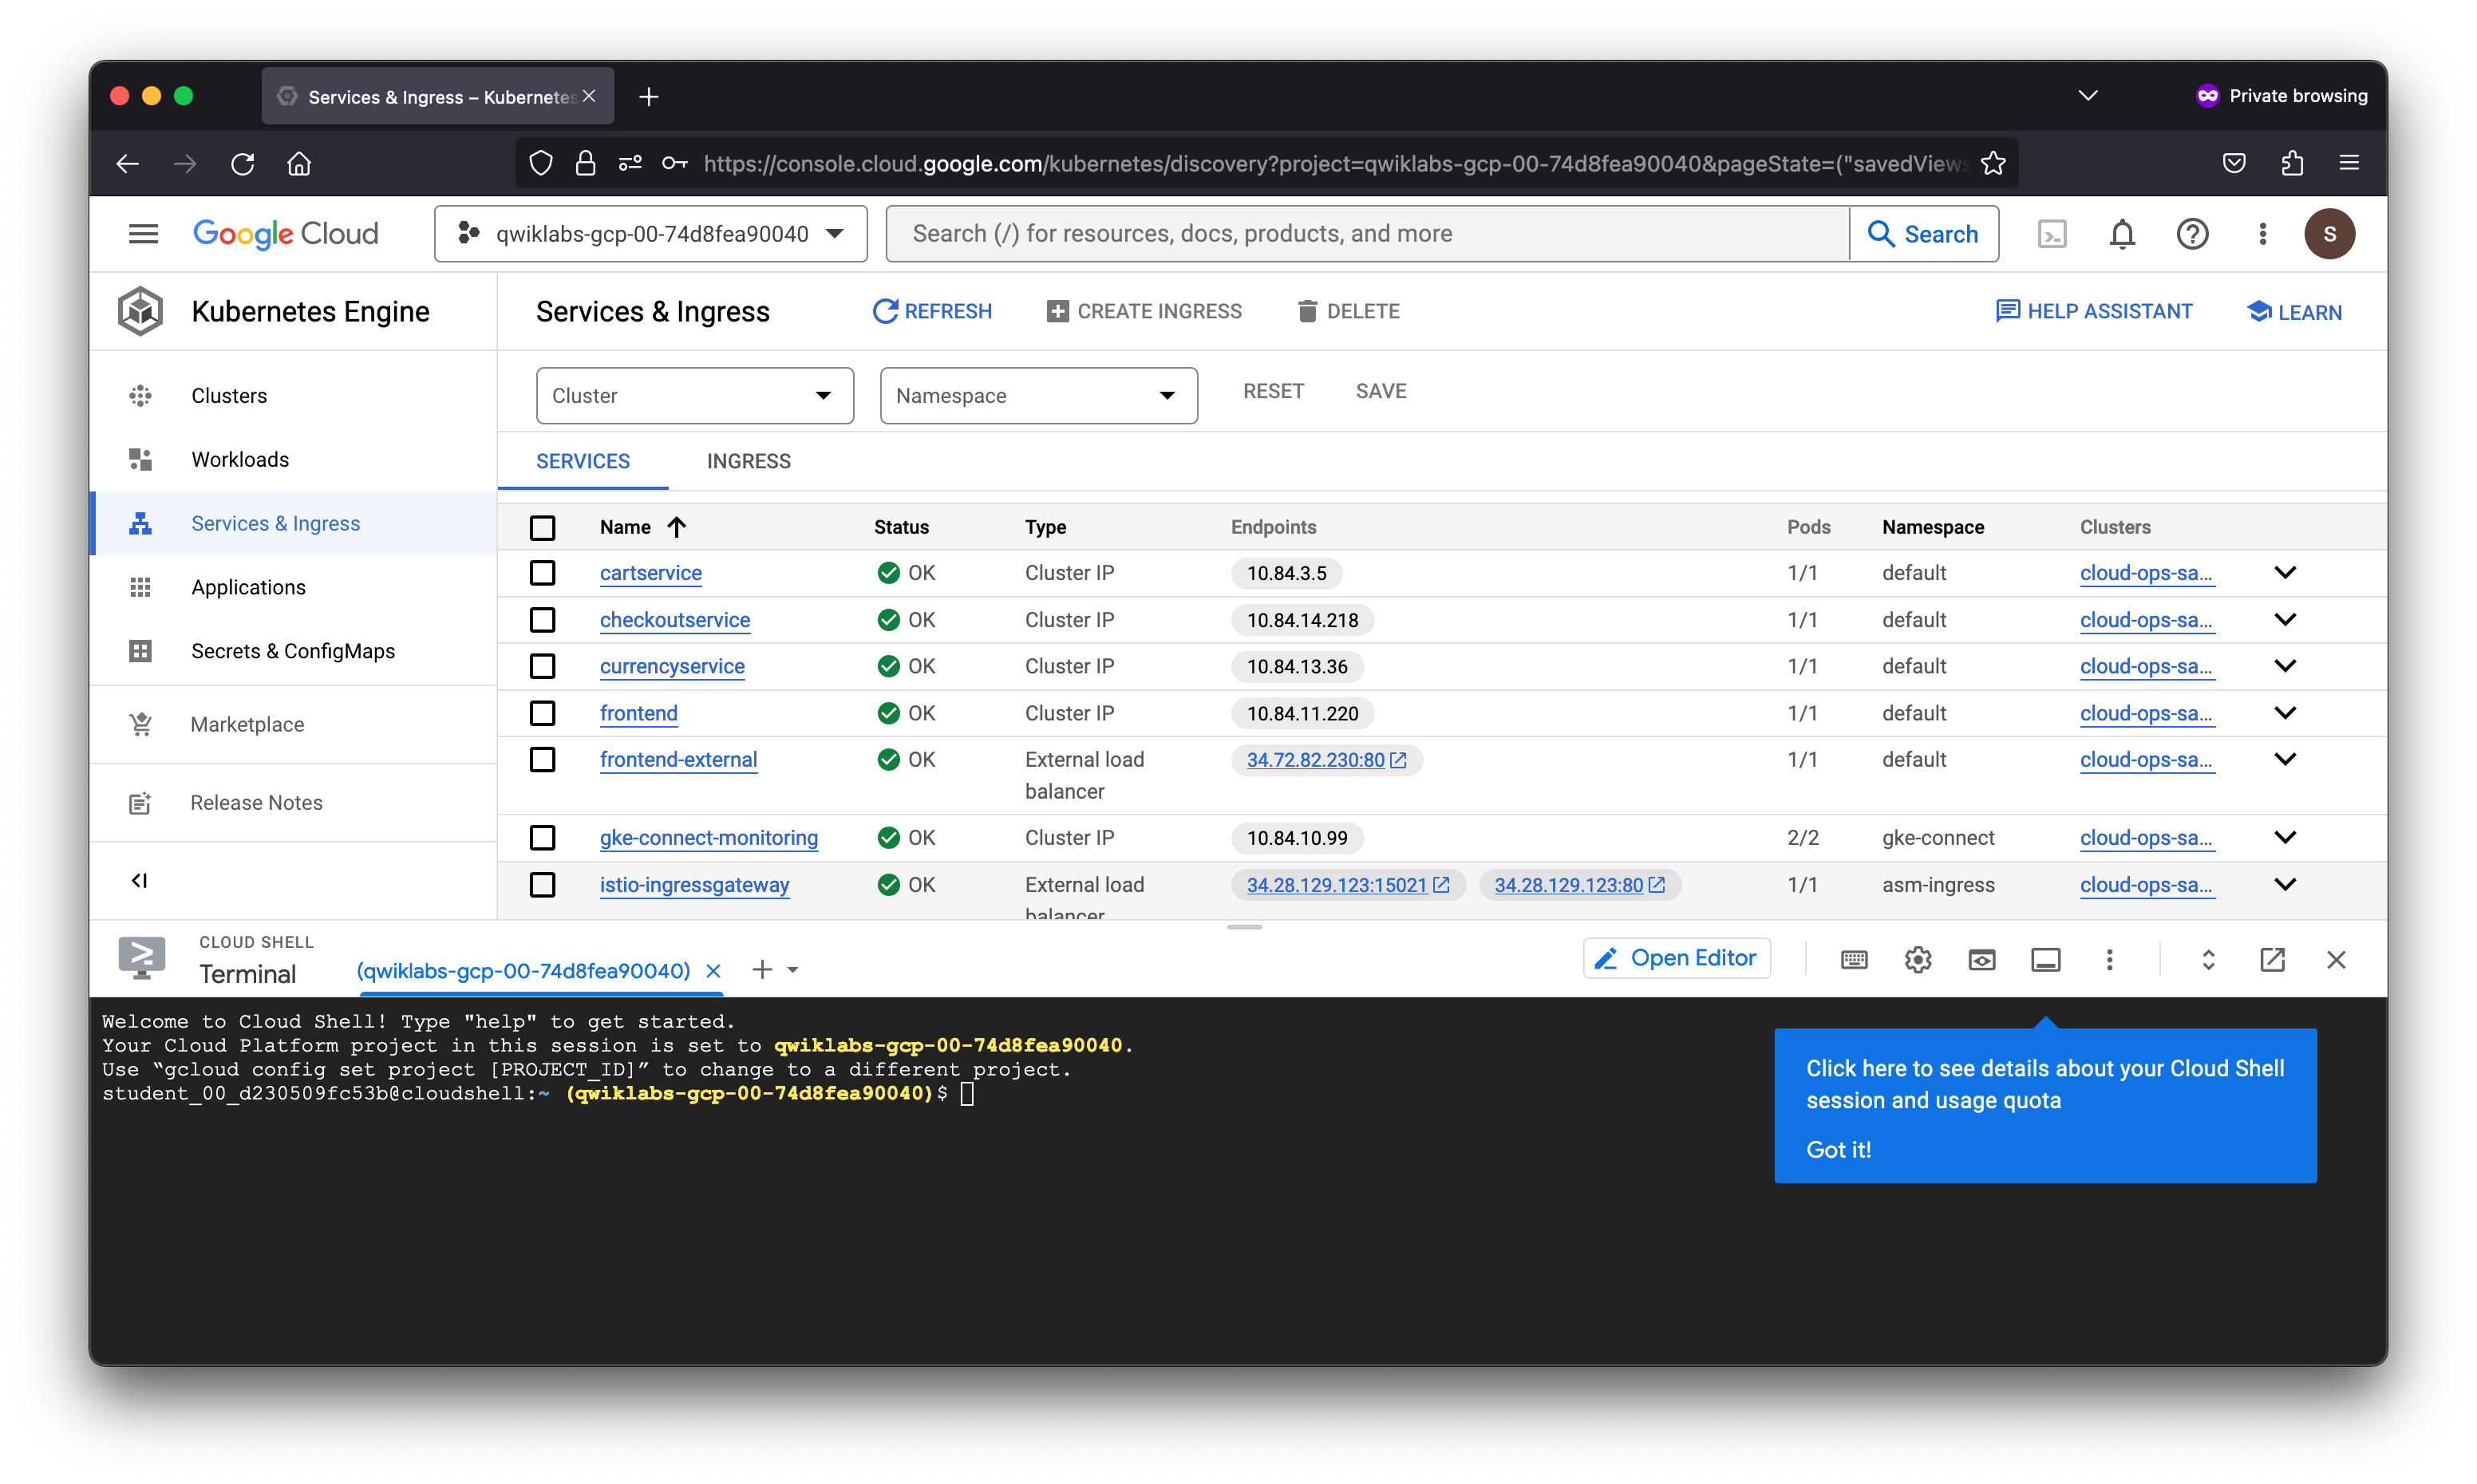 Services & Ingress – Kubernetes
Private browsing
https://console.cloud.google.com/kubernetes/discovery?project=qwiklabs-gcp-00-74d8fea90040&pageState=("savedViews
Google Cloud
qwiklabs-gcp-00-74d8fea90040
Search (/) for resources, docs, products, and more
Search
S
Kubernetes Engine
Services & Ingress
REFRESH
CREATE INGRESS
DELETE
HELP ASSISTANT
LEARN
Clusters
Workloads
Services & Ingress
Applications
Secrets & ConfigMaps
Marketplace
Release Notes
Cluster
Namespace
RESET
SAVE
SERVICES
INGRESS
Name Status Type Endpoints Pods Namespace Clusters
cartservice OK Cluster IP 10.84.3.5 1/1 default cloud-ops-sa...
checkoutservice OK Cluster IP 10.84.14.218 1/1 default cloud-ops-sa...
currencyservice OK Cluster IP 10.84.13.36 1/1 default cloud-ops-sa...
frontend OK Cluster IP 10.84.11.220 1/1 default cloud-ops-sa...
frontend-external OK External load balancer 34.72.82.230:80 1/1 default cloud-ops-sa...
gke-connect-monitoring OK Cluster IP 10.84.10.99 2/2 gke-connect cloud-ops-sa...
istio-ingressgateway OK External load balancer 34.28.129.123:15021 34.28.129.123:80 1/1 asm-ingress cloud-ops-sa...
CLOUD SHELL
Terminal
(qwiklabs-gcp-00-74d8fea90040)
Open Editor
Welcome to Cloud Shell! Type "help" to get started.
Your Cloud Platform project in this session is set to qwiklabs-gcp-00-74d8fea90040.
Use “gcloud config set project [PROJECT_ID]” to change to a different project.
student_00_d230509fc53b@cloudshell:~ (qwiklabs-gcp-00-74d8fea90040)$
Click here to see details about your Cloud Shell
session and usage quota
Got it!